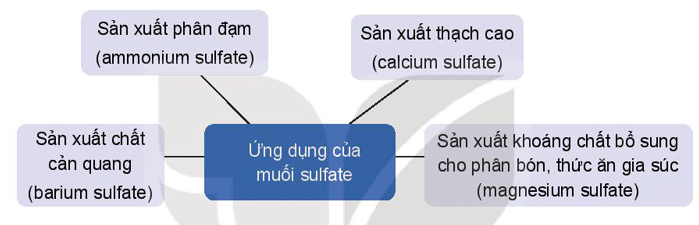 Sản xuất phân đạm
(ammonium sulfate)
Sản xuất thạch cao
(calcium sulfate)
Sản xuất chất
cản quang
(barium sulfate)
Ứng dụng của
muối sulfate
Sản xuất khoáng chất bổ sung
cho phân bón, thức ăn gia súc
(magnesium sulfate)